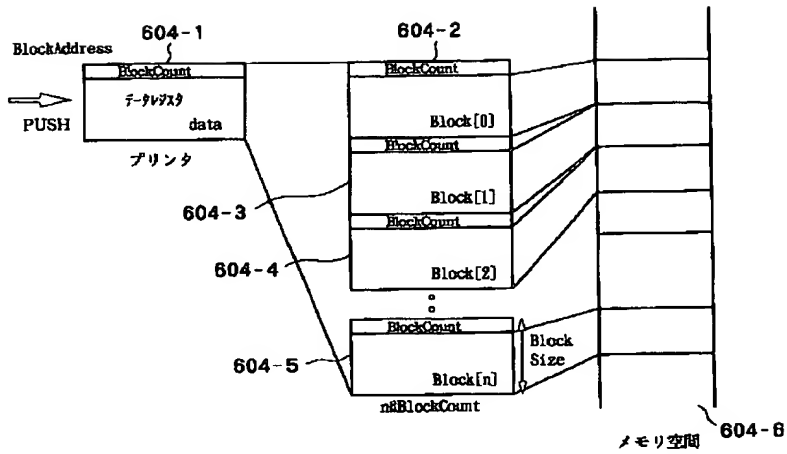 604-1
604-2
BlockAddress
BlockCount
BlockCount
データレジスタ
PUSH
data
Block[0]
プリンタ
BlockCount
604-3
Block[1]
BlockCount
604-4
Block[2]
BlockCount
Block
Size
604-5
Block[n]
604-6
メモリ空間